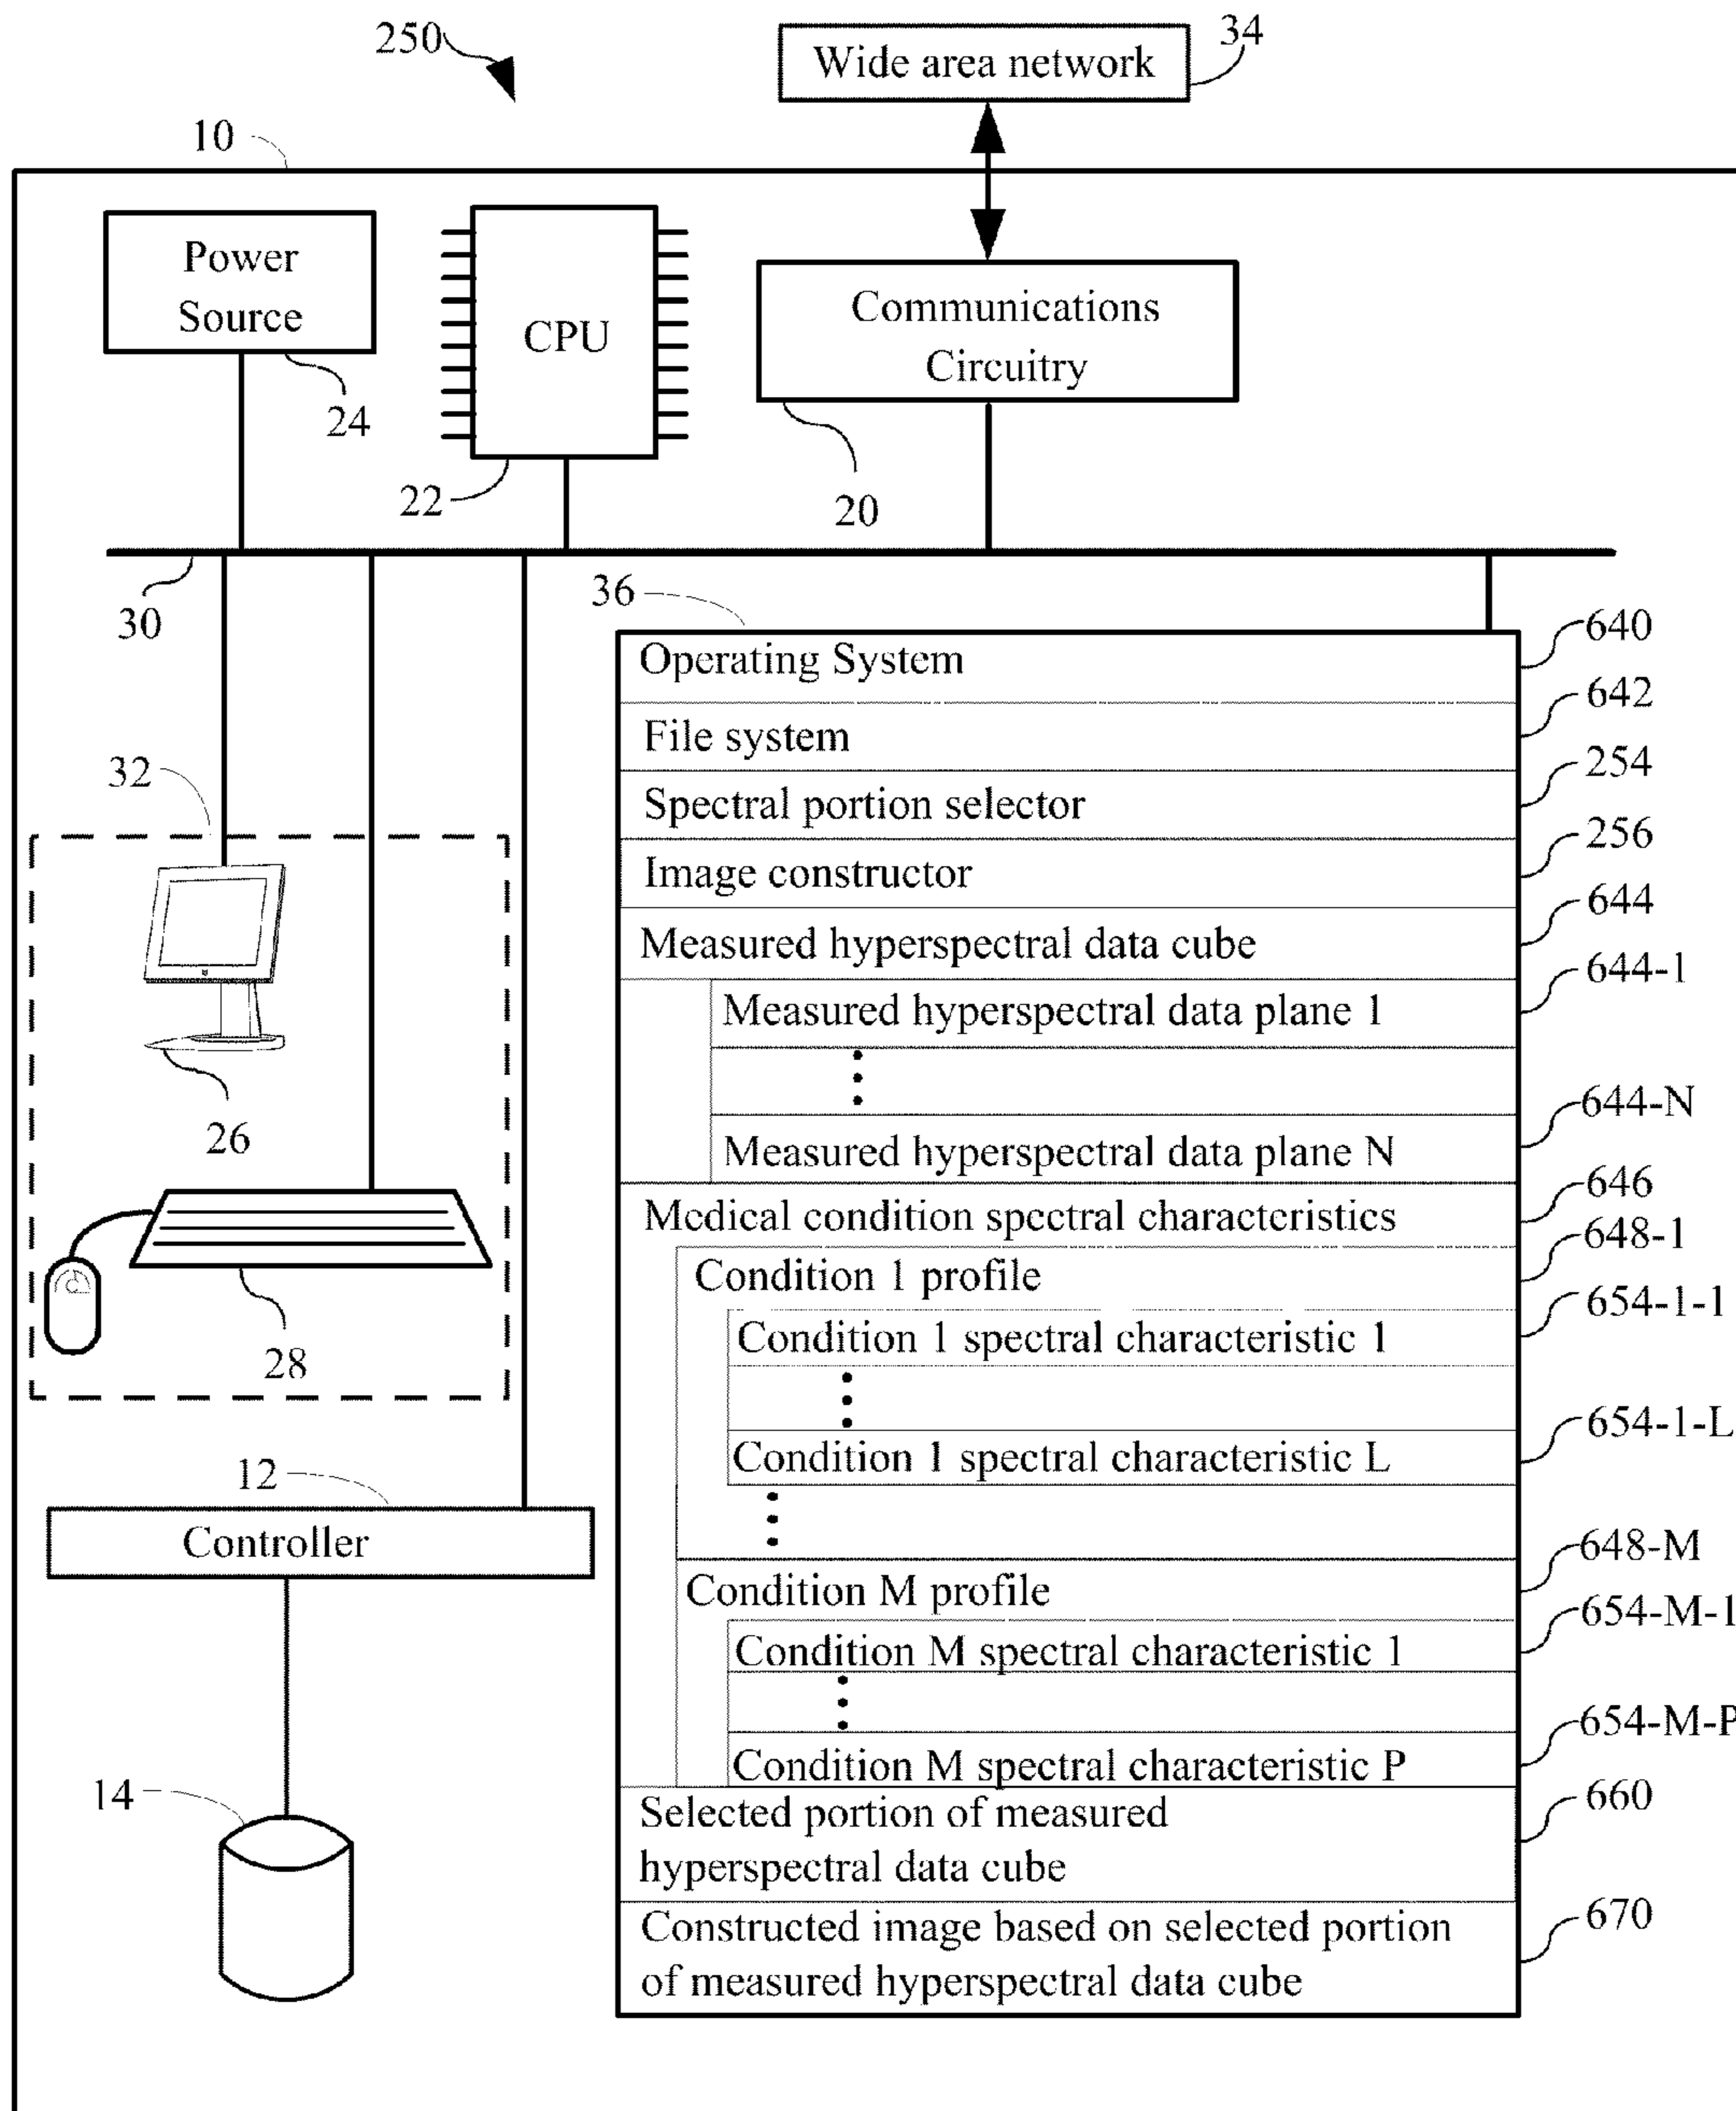 250
Wide area network
34
10
Power
Source
24
CPU
22
Communications
Circuitry
20
30
36
Operating System
640
File system
642
Spectral portion selector
254
Image constructor
256
Measured hyperspectral data cube
644
Measured hyperspectral data plane 1
644-1
Measured hyperspectral data plane N
644-N
Medical condition spectral characteristics
646
Condition 1 profile
648-1
Condition 1 spectral characteristic 1
654-1-1
Condition 1 spectral characteristic L
654-1-L
Condition M profile
648-M
Condition M spectral characteristic 1
654-M-1
Condition M spectral characteristic P
654-M-P
Selected portion of measured
hyperspectral data cube
660
Constructed image based on selected portion
of measured hyperspectral data cube
670
32
26
28
12
Controller
14